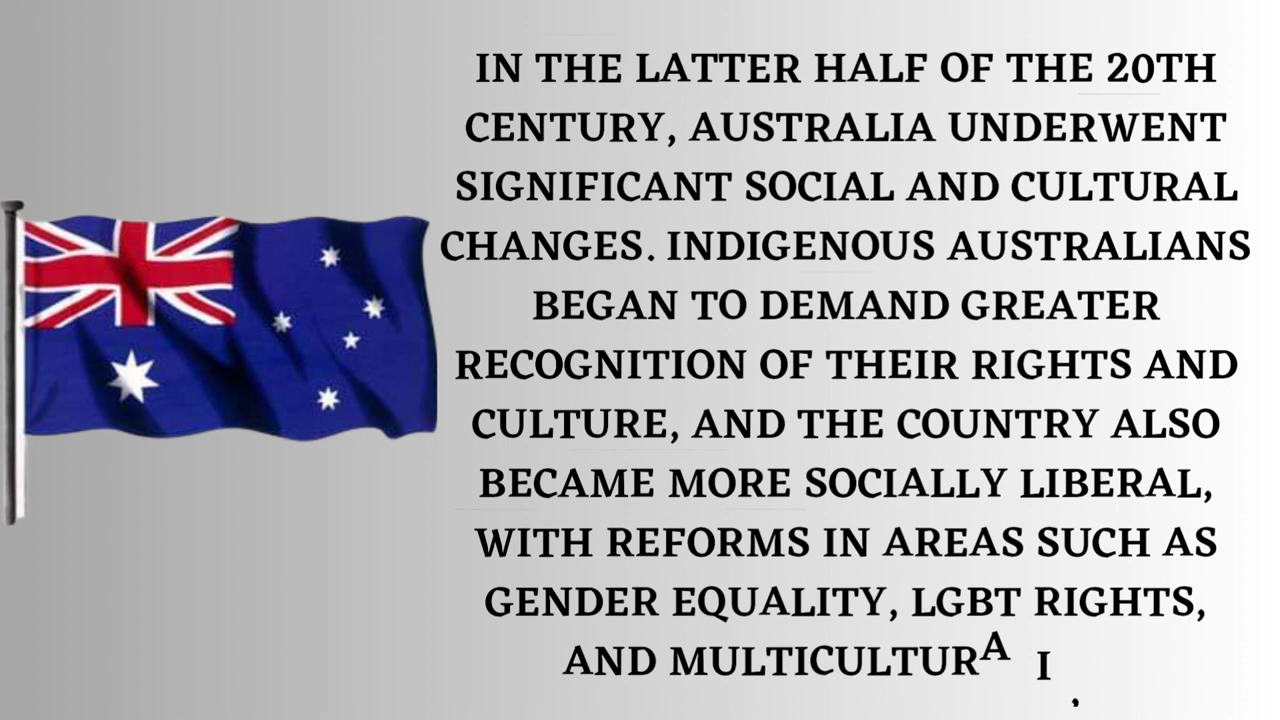 IN THE LATTER HALF OF THE 20TH
CENTURY, AUSTRALIA UNDERWENT
SIGNIFICANT SOCIAL AND CULTURAL
CHANGES. INDIGENOUS AUSTRALIANS
BEGAN TO DEMAND GREATER
RECOGNITION OF THEIR RIGHTS AND
CULTURE, AND THE COUNTRY ALSO
BECAME MORE SOCIALLY LIBERAL,
WITH REFORMS IN AREAS SUCH AS
GENDER EQUALITY, LGBT RIGHTS,
AND